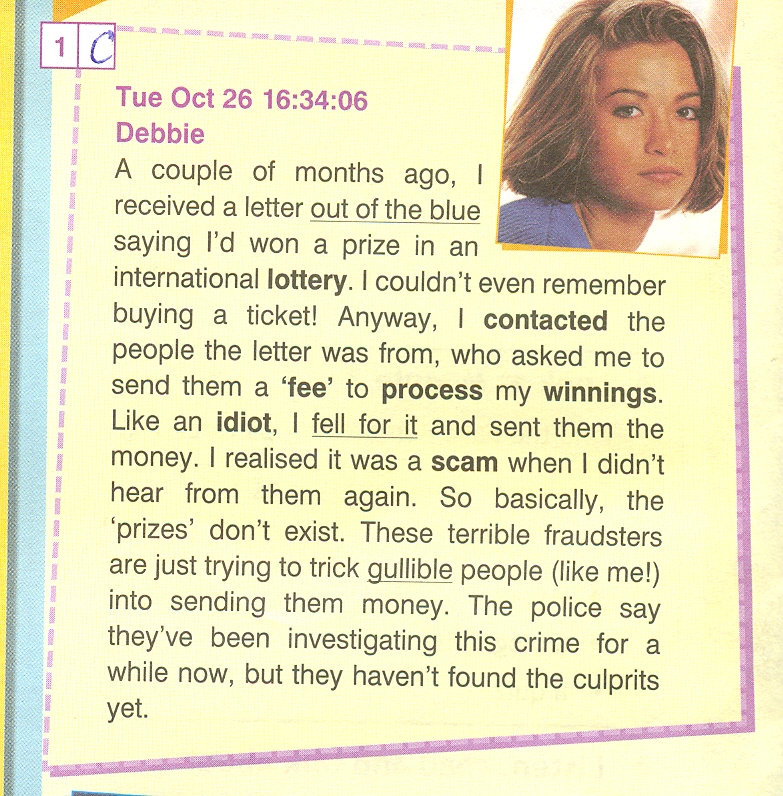 1 C
Tue Oct 26 16:34:06
Debbie
A couple of months ago, I
received a letter out of the blue
saying I'd won a prize in an
international lottery. I couldn't even remember
buying a ticket! Anyway, I contacted the
people the letter was from, who asked me to
send them a 'fee' to process my winnings.
Like an idiot, I fell for it and sent them the
money. I realised it was a scam when I didn't
hear from them again. So basically, the
'prizes' don't exist. These terrible fraudsters
are just trying to trick gullible people (like me!)
into sending them money. The police say
they've been investigating this crime for a
while now, but they haven't found the culprits
yet.